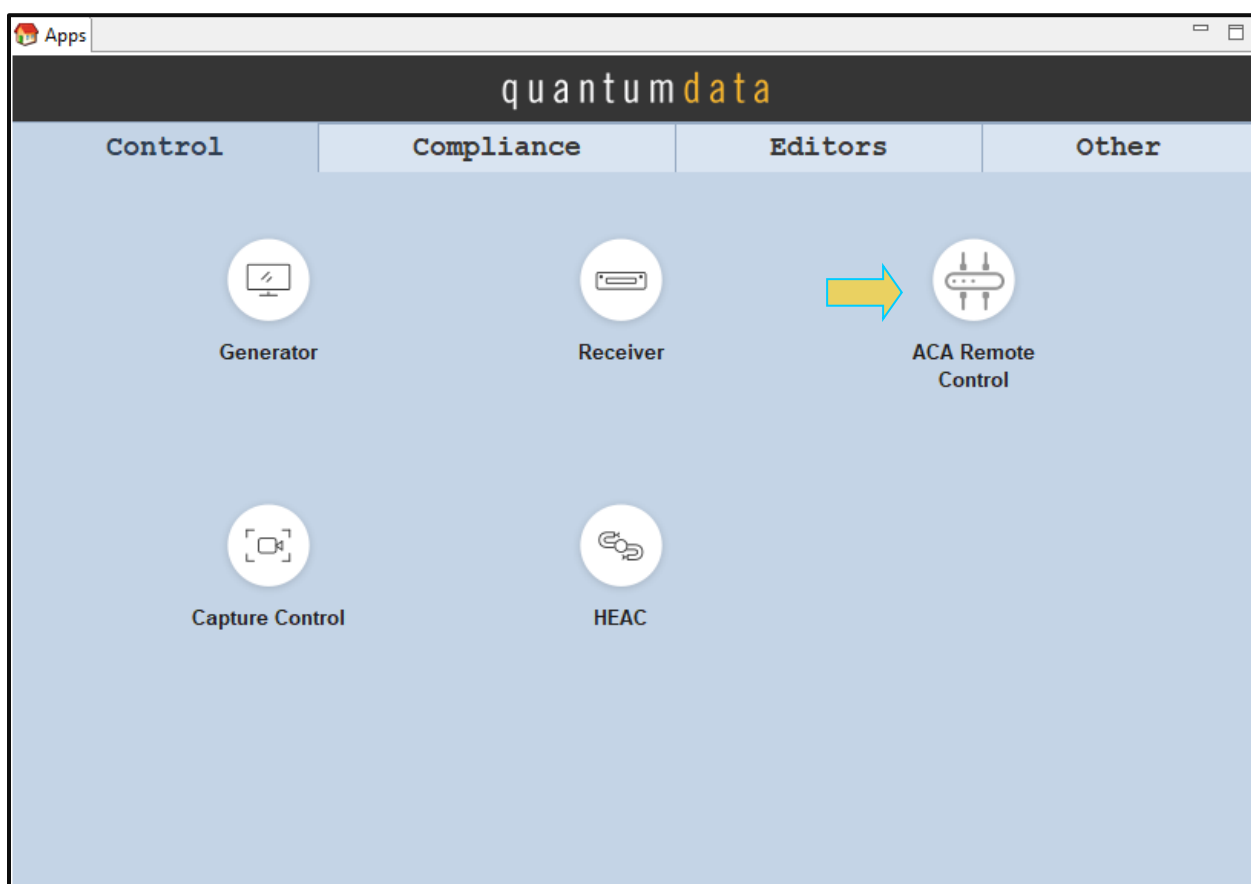 Apps
quantumdata
Control Compliance Editors Other
Generator Receiver ACA Remote
Control
Capture Control HEAC